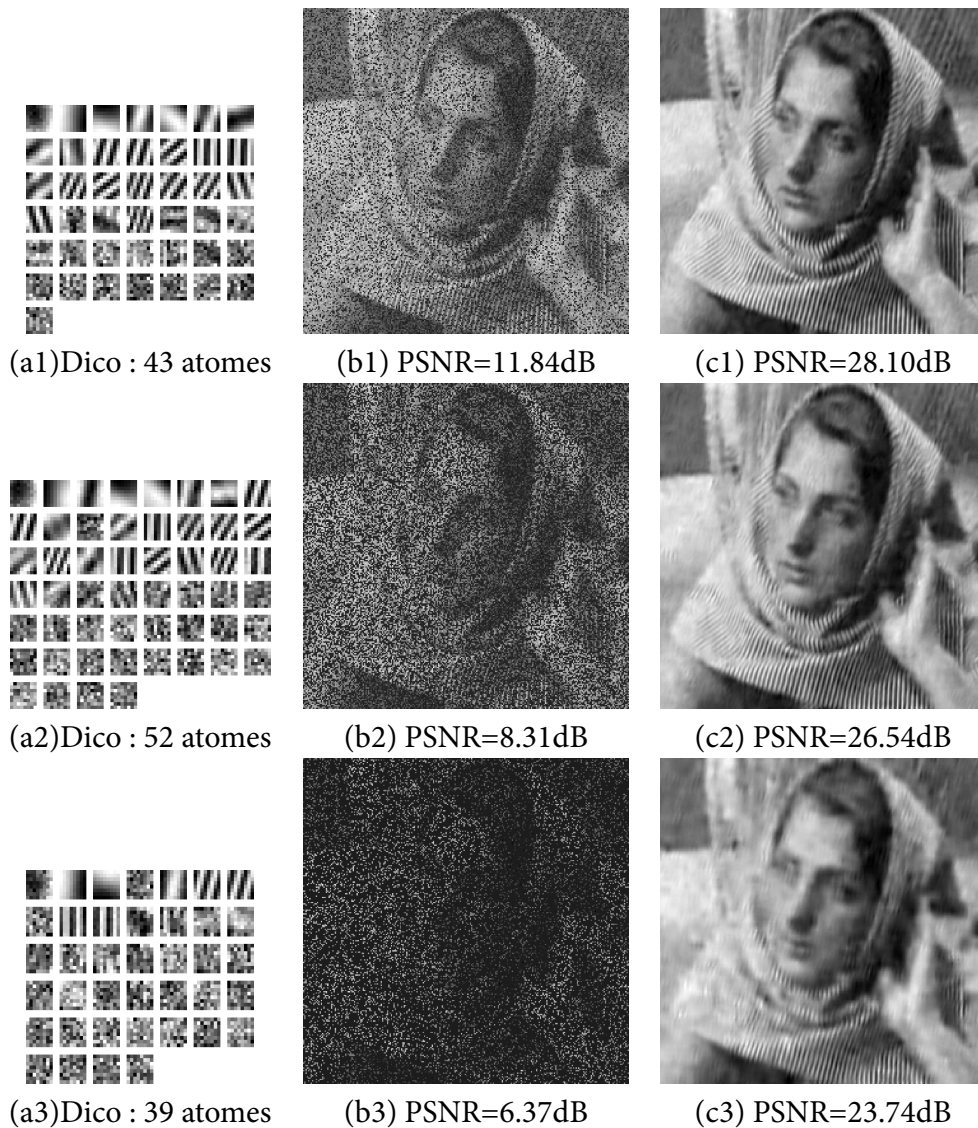 (a1)Dico : 43 atomes (b1) PSNR=11.84dB (c1) PSNR=28.10dB
(a2)Dico : 52 atomes (b2) PSNR=8.31dB (c2) PSNR=26.54dB
(a3)Dico : 39 atomes (b3) PSNR=6.37dB (c3) PSNR=23.74dB